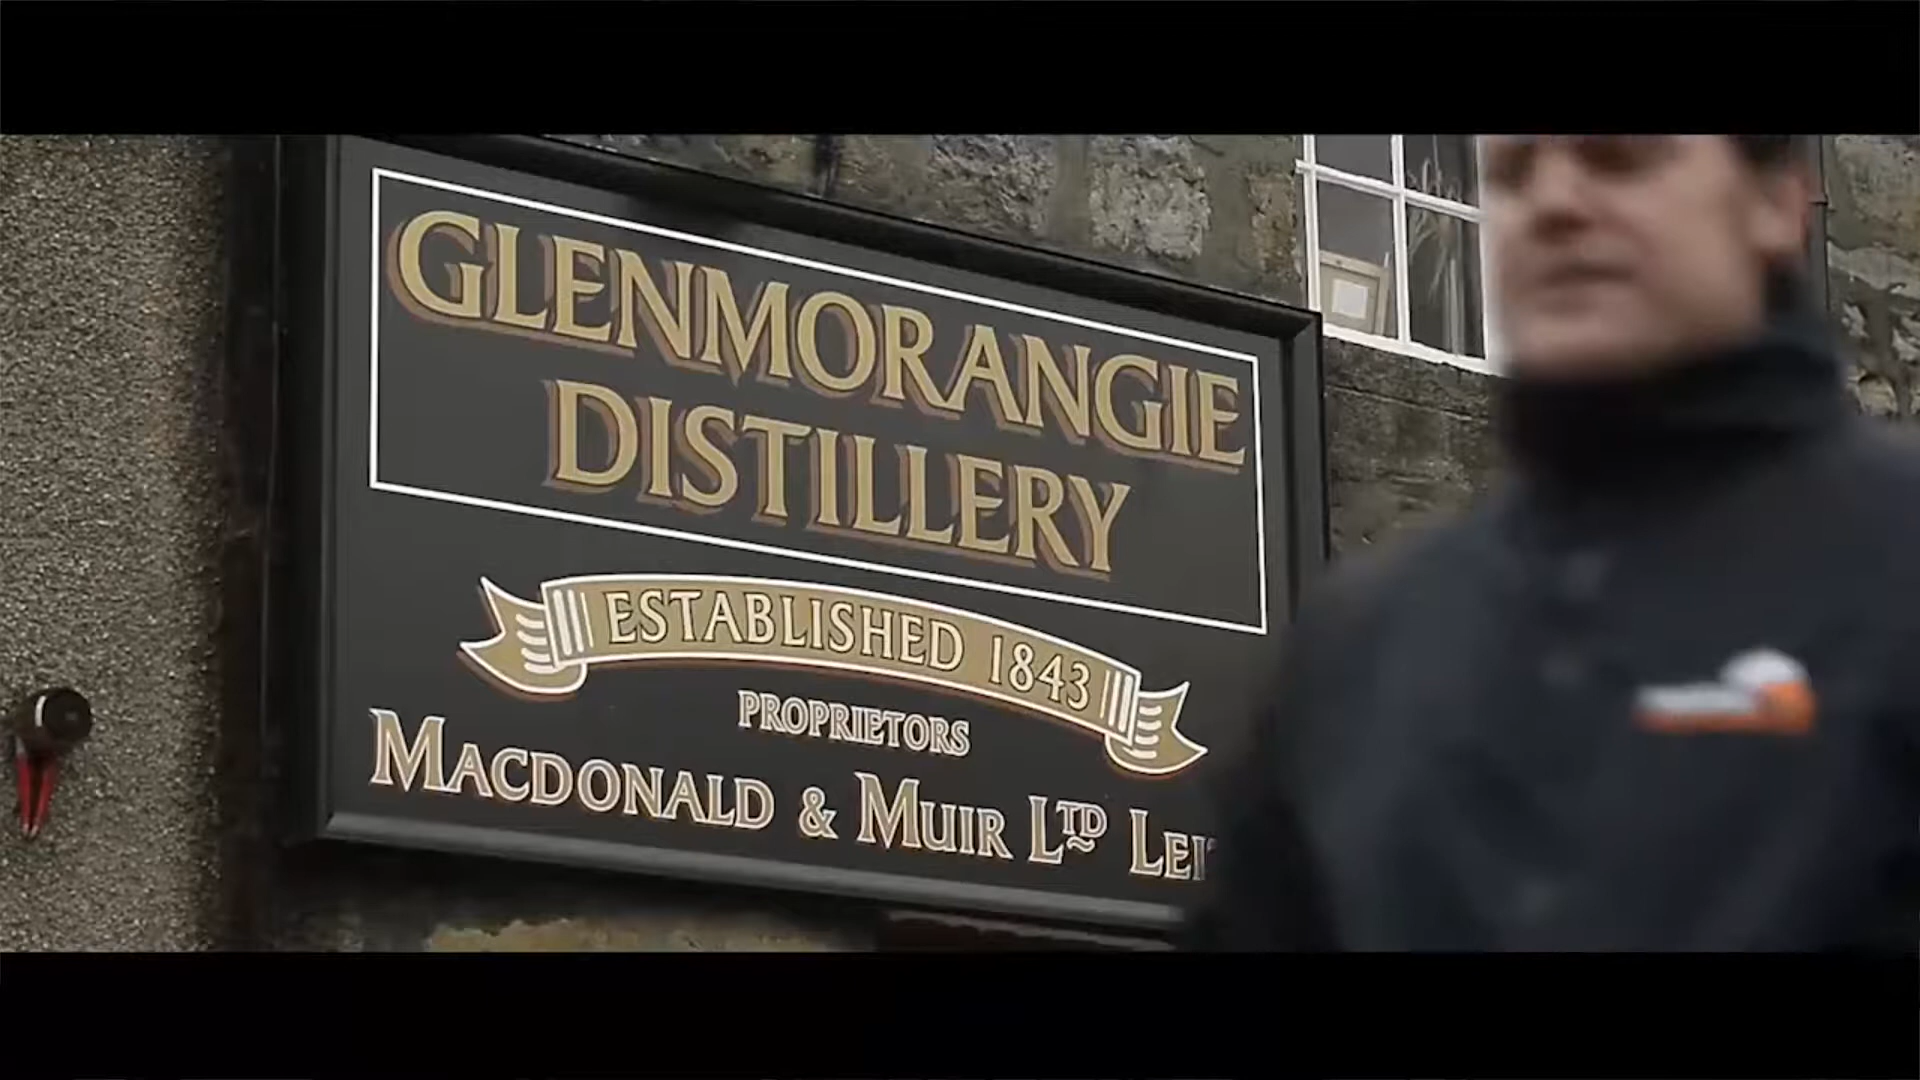 GLENMORANGIE
DISTILLERY
ESTABLISHED 1843
PROPRIETORS
MACDONALD & MUIR LTD